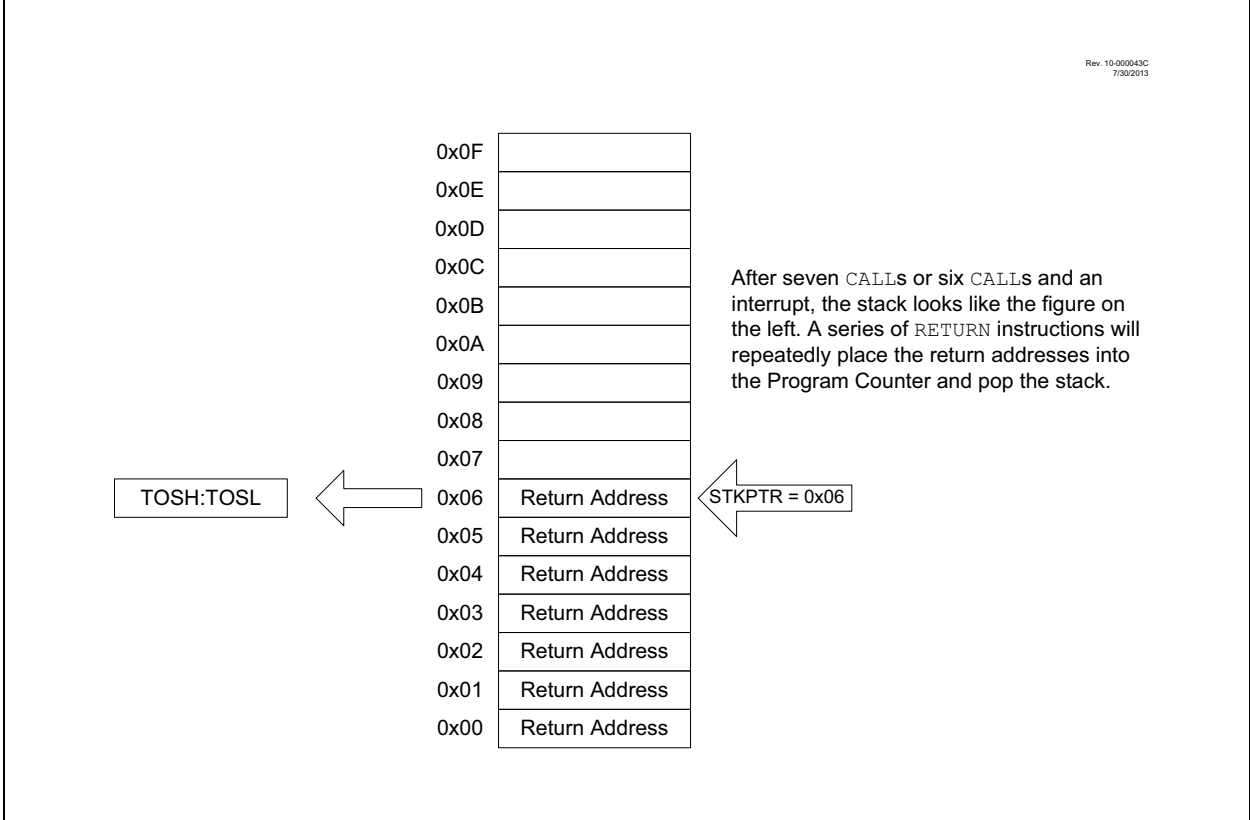 Rev. 10-000043C
7/30/2013
0x0F
0x0E
0x0D
0x0C
0x0B
0x0A
0x09
0x08
0x07
After seven CALLs or six CALLs and an
interrupt, the stack looks like the figure on
the left. A series of RETURN instructions will
repeatedly place the return addresses into
the Program Counter and pop the stack.
TOSH:TOSL
0x06 Return Address
STKPTR = 0x06
0x05 Return Address
0x04 Return Address
0x03 Return Address
0x02 Return Address
0x01 Return Address
0x00 Return Address